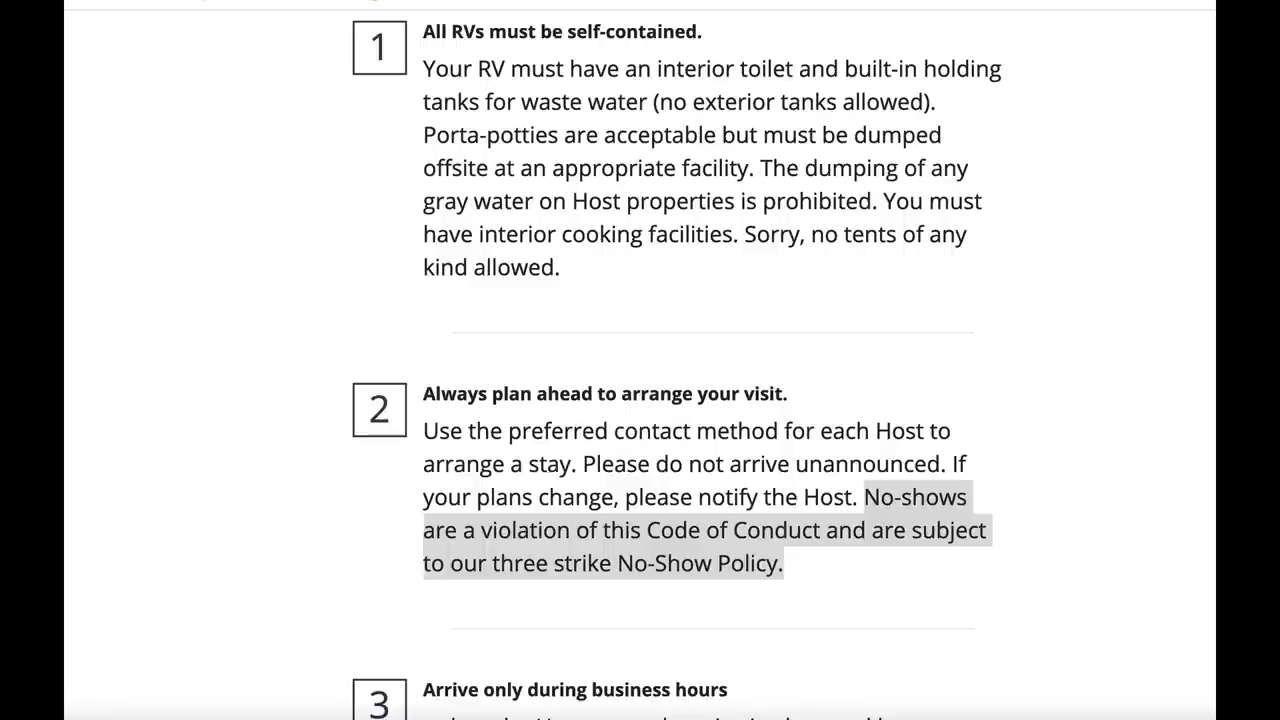 1
All RVs must be self-contained.
Your RV must have an interior toilet and built-in holding
tanks for waste water (no exterior tanks allowed).
Porta-potties are acceptable but must be dumped
offsite at an appropriate facility. The dumping of any
gray water on Host properties is prohibited. You must
have interior cooking facilities. Sorry, no tents of any
kind allowed.
2
Always plan ahead to arrange your visit.
Use the preferred contact method for each Host to
arrange a stay. Please do not arrive unannounced. If
your plans change, please notify the Host. No-shows
are a violation of this Code of Conduct and are subject
to our three strike No-Show Policy.
3
Arrive only during business hours